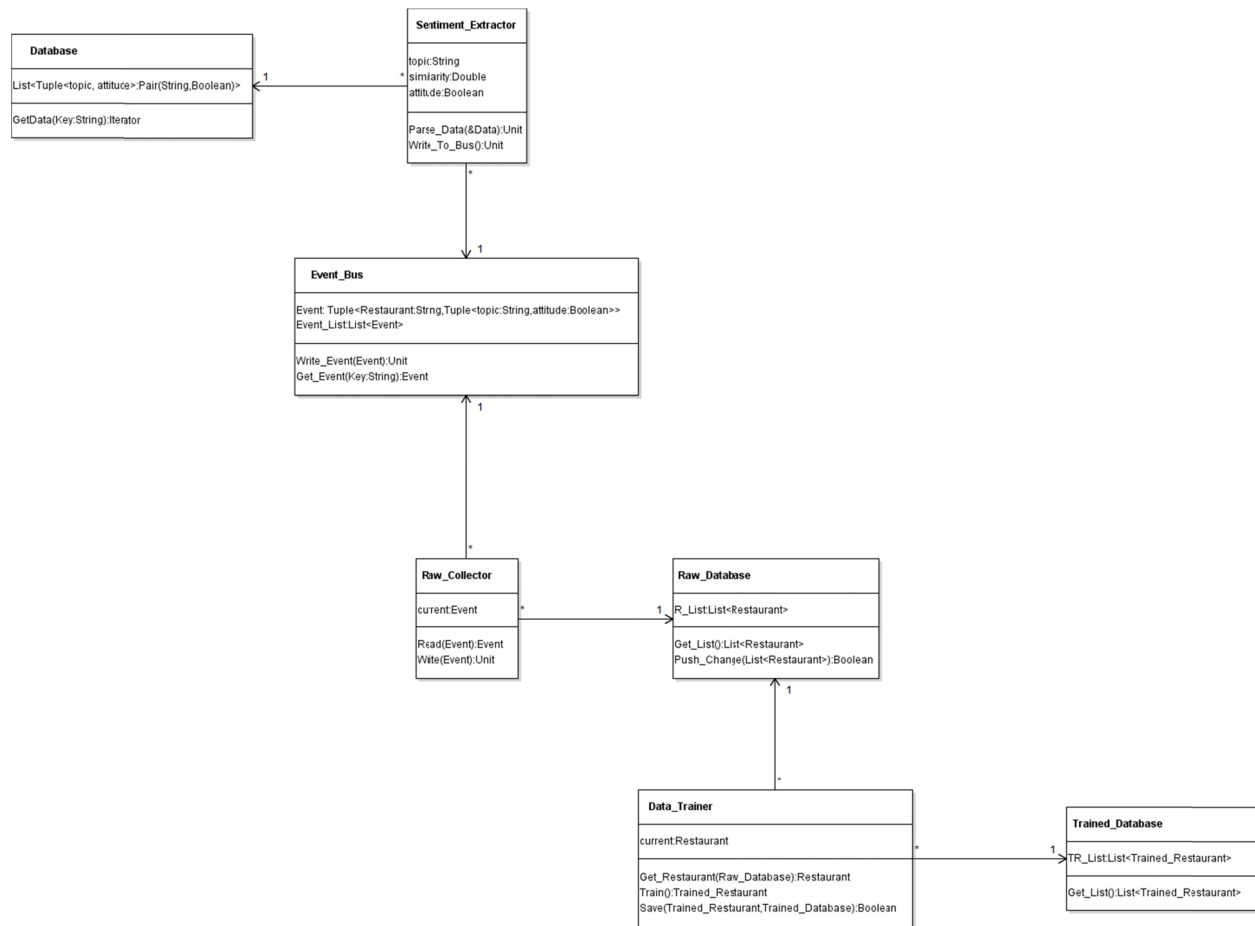 Sentiment_Extractor
topic:String
similarity:Double
attitude:Boolean
Parse_Data(&Data):Unit
Write_To_Bus():Unit
Database
List<Tuple<topic, attituce>:Pair(String,Boolean)>
GetData(Key:String):Iterator
1
*
*
1
Event_Bus
Event: Tuple<Restaurant:Strng,Tuple<topic:String,attitude:Boolean>>
Event_List:List<Event>
Write_Event(Event):Unit
Get_Event(Key:String):Event
1
*
Raw_Collector
current:Event
Read(Event):Event
Write(Event):Unit
*
1
Raw_Database
R_List:List<Restaurant>
Get_List():List<Restaurant>
Push_Change(List<Restaurant>):Boolean
1
*
Data_Trainer
current:Restaurant
Get_Restaurant(Raw_Database):Restaurant
Train():Trained_Restaurant
Save(Trained_Restaurant,Trained_Database):Boolean
*
1
Trained_Database
TR_List:List<Trained_Restaurant>
Get_List():List<Trained_Restaurant>